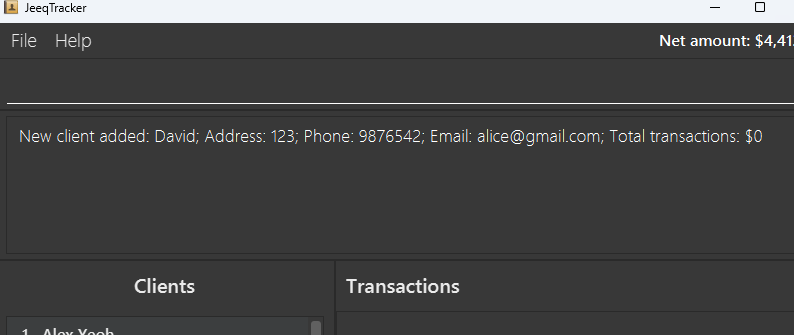 JeeqTracker
File Help Net amount: $4,41
New client added: David; Address: 123; Phone: 9876542; Email: alice@gmail.com; Total transactions: $0
Clients Transactions
1. Alex Yeoh